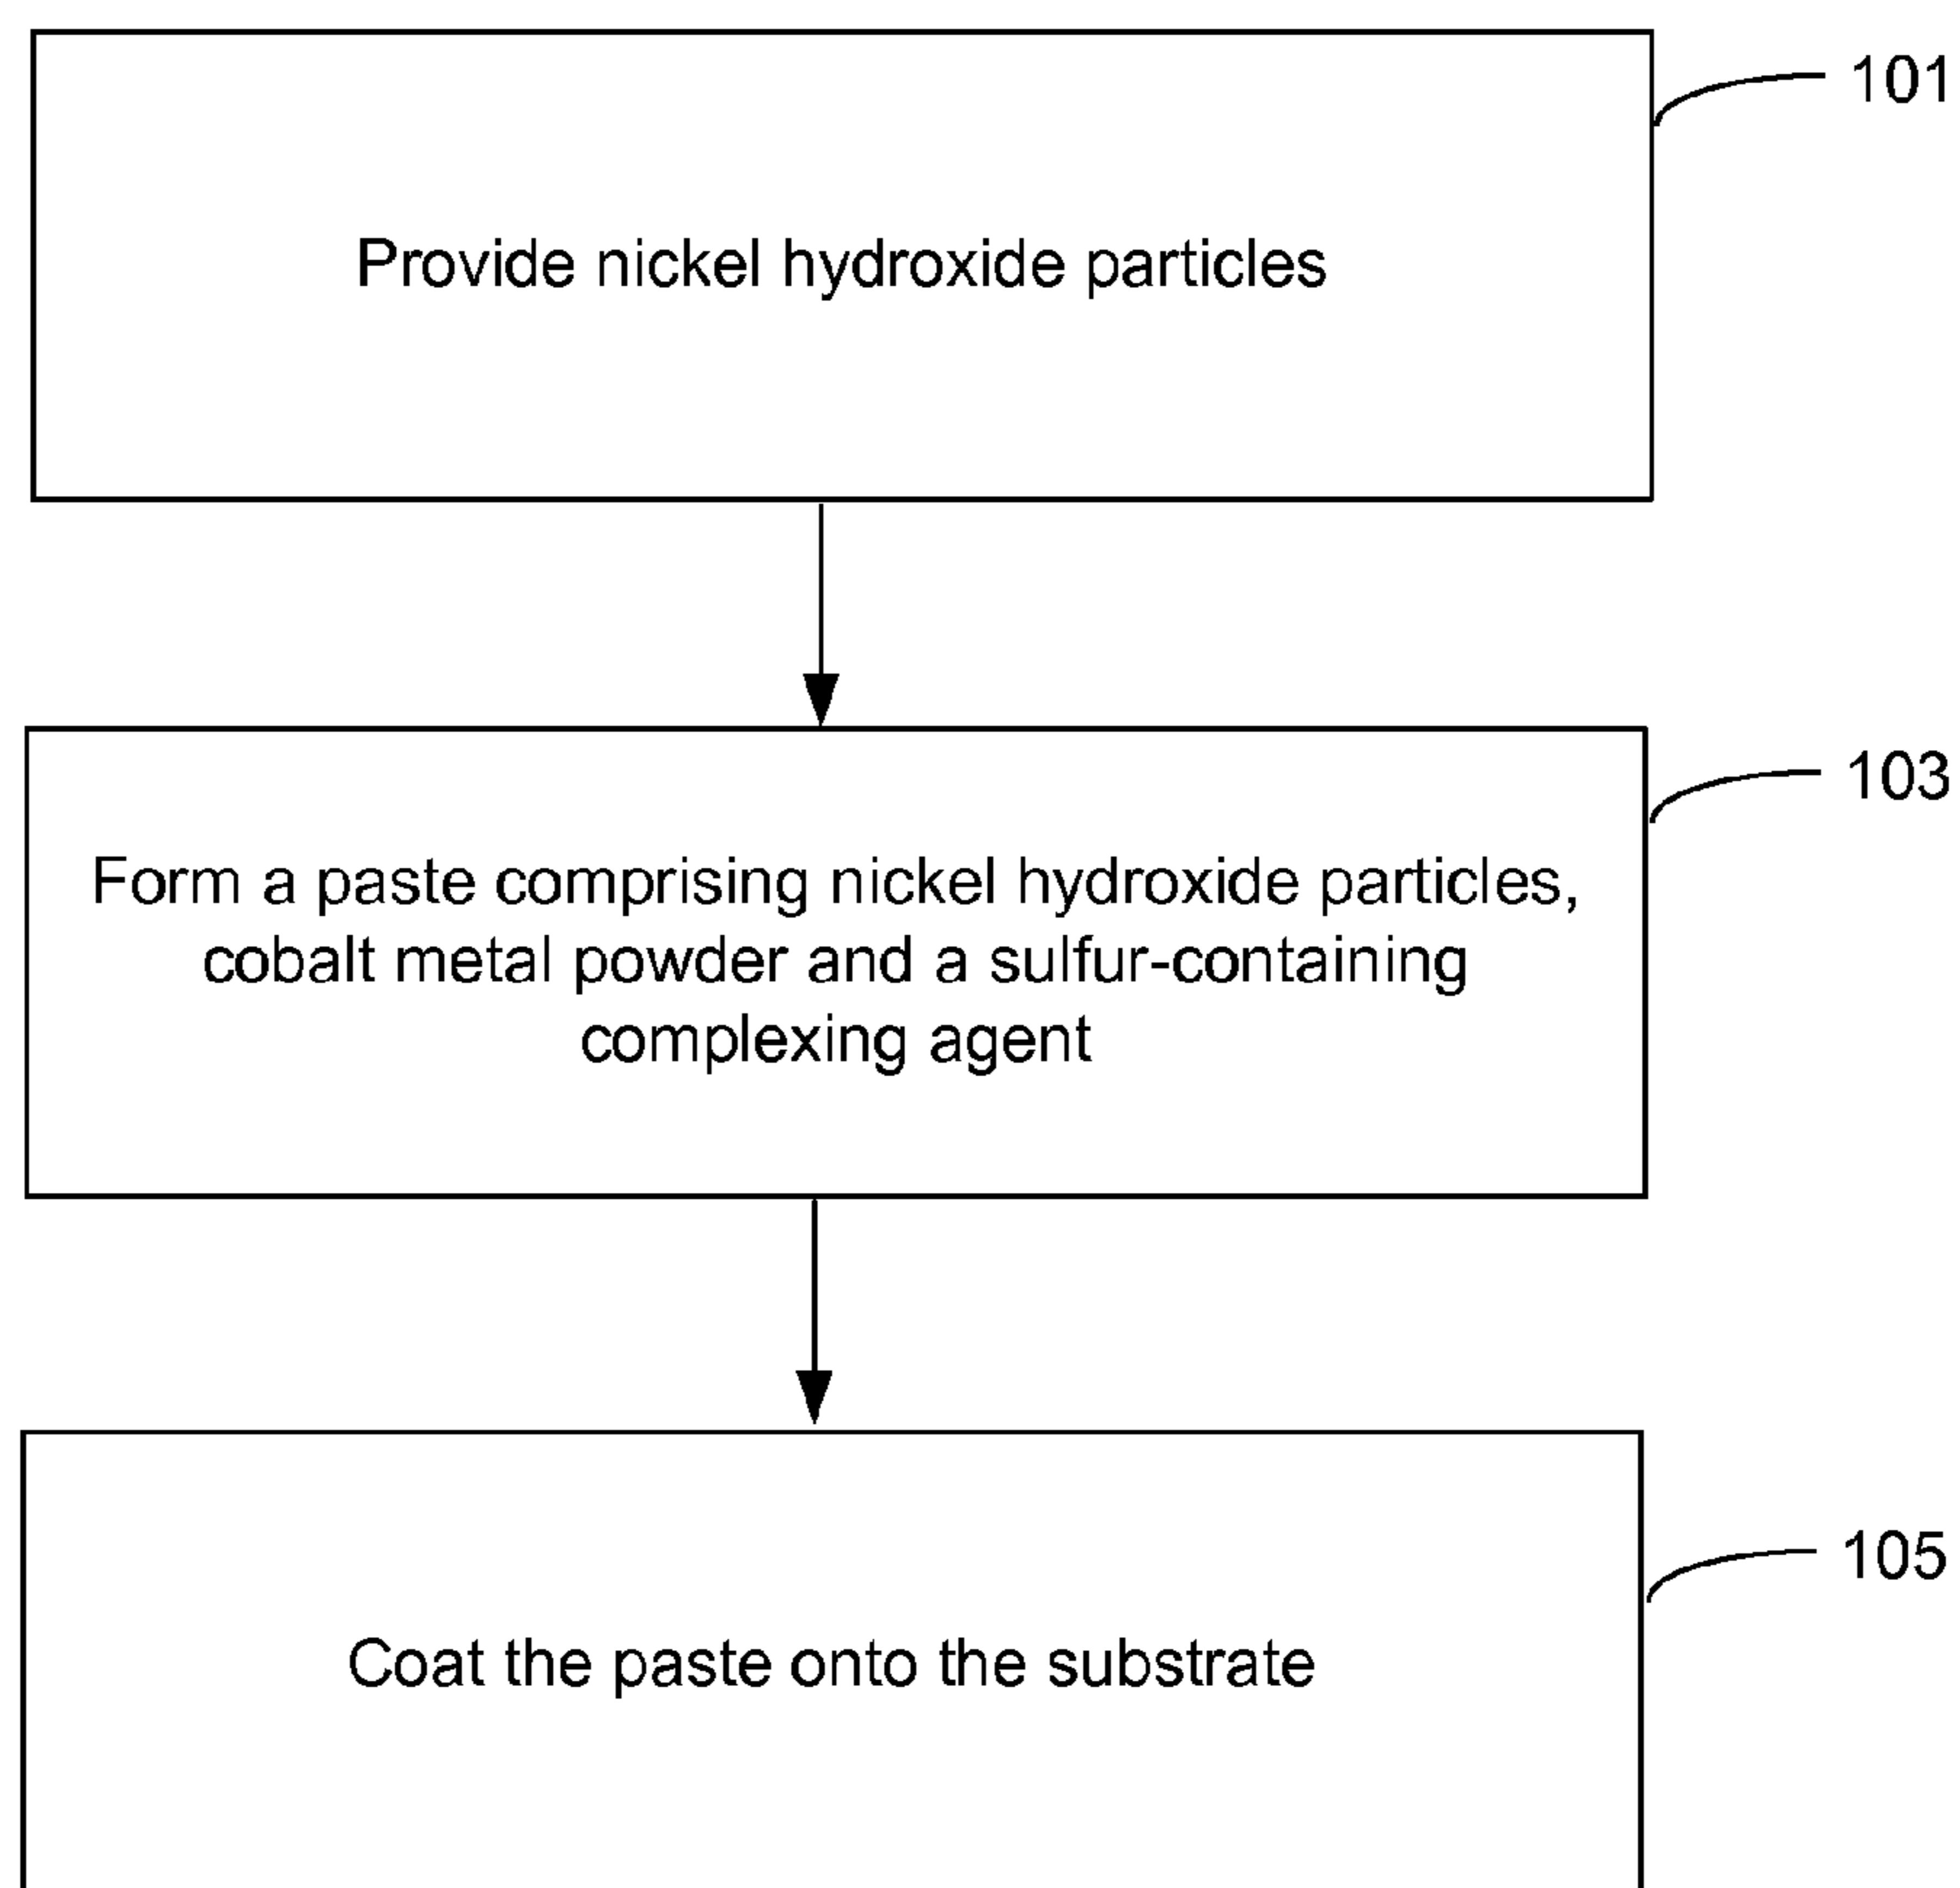 101
Provide nickel hydroxide particles
103
Form a paste comprising nickel hydroxide particles,
cobalt metal powder and a sulfur-containing
complexing agent
105
Coat the paste onto the substrate